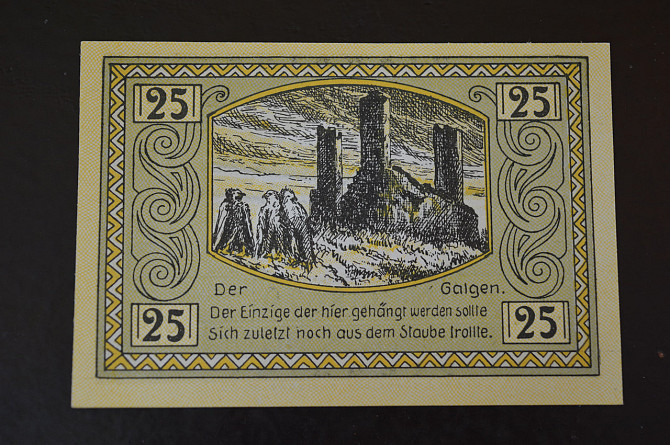 25 25
Der Galgen.
Der Einzige der hier gehängt werden sollte
Sich zuletzt noch aus dem Staube trollte.
25 25